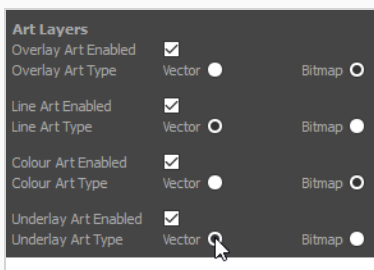 Art Layers
Overlay Art Enabled
Overlay Art Type Vector Bitmap
Line Art Enabled
Line Art Type Vector Bitmap
Colour Art Enabled
Colour Art Type Vector Bitmap
Underlay Art Enabled
Underlay Art Type Vector Bitmap